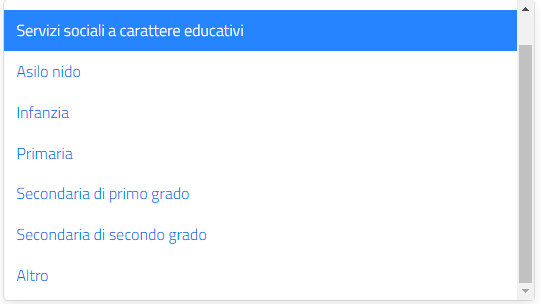 Servizi sociali a carattere educativi
Asilo nido
Infanzia
Primaria
Secondaria di primo grado
Secondaria di secondo grado
Altro